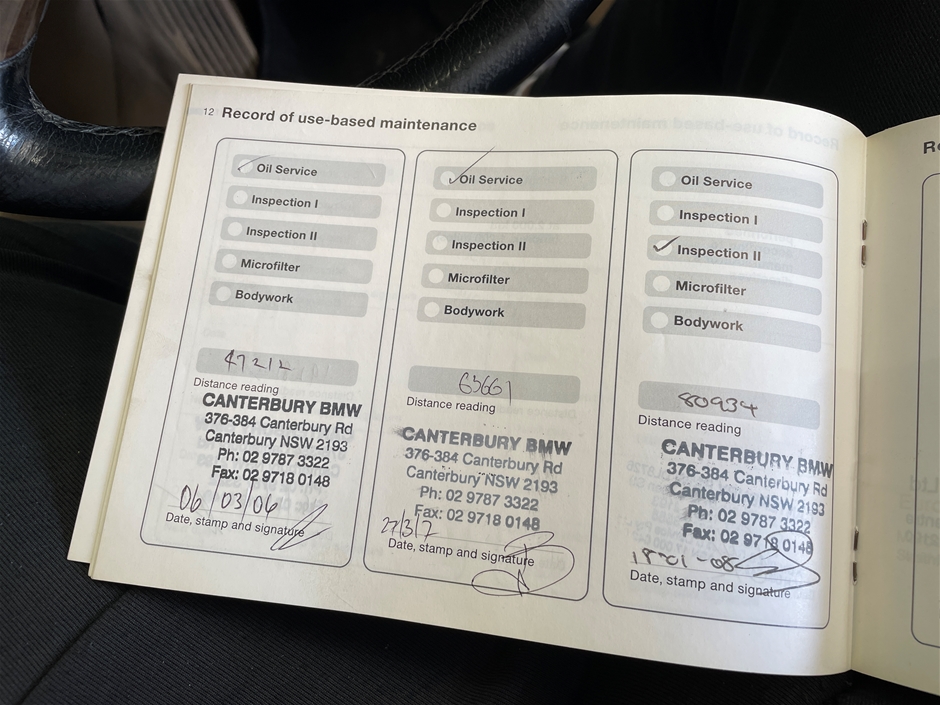 12 Record of use-based maintenance
Oil Service
Inspection I
Inspection II
Microfilter
Bodywork
47212
Distance reading
CANTERBURY BMW
376-384 Canterbury Rd
Canterbury NSW 2193
Ph: 02 9787 3322
Fax: 02 9718 0148
06/03/06
Date, stamp and signature
Oil Service
Inspection I
Inspection II
Microfilter
Bodywork
63661
Distance reading
CANTERBURY BMW
376-384 Canterbury Rd
Canterbury NSW 2193
Ph: 02 9787 3322
Fax: 02 9718 0148
27/3/7
Date, stamp and signature
Oil Service
Inspection I
Inspection II
Microfilter
Bodywork
80934
Distance reading
CANTERBURY BMW
376-384 Canterbury Rd
Canterbury NSW 2193
Ph: 02 9787 3322
Fax: 02 9718 0148
18-01-08
Date, stamp and signature